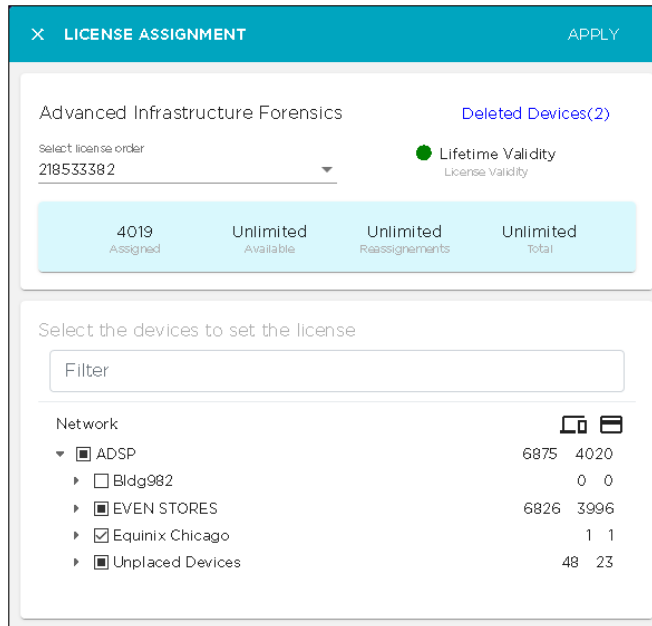 LICENSE ASSIGNMENT APPLY
Advanced Infrastructure Forensics Deleted Devices(2)
Select license order
218533382
Lifetime Validity
License Validity
4019 Unlimited Unlimited Unlimited
Assigned Available Reassignements Total
Select the devices to set the license
Filter
Network
ADSP 6875 4020
Bldg982 0 0
EVEN STORES 6826 3996
Equinix Chicago 1 1
Unplaced Devices 48 23